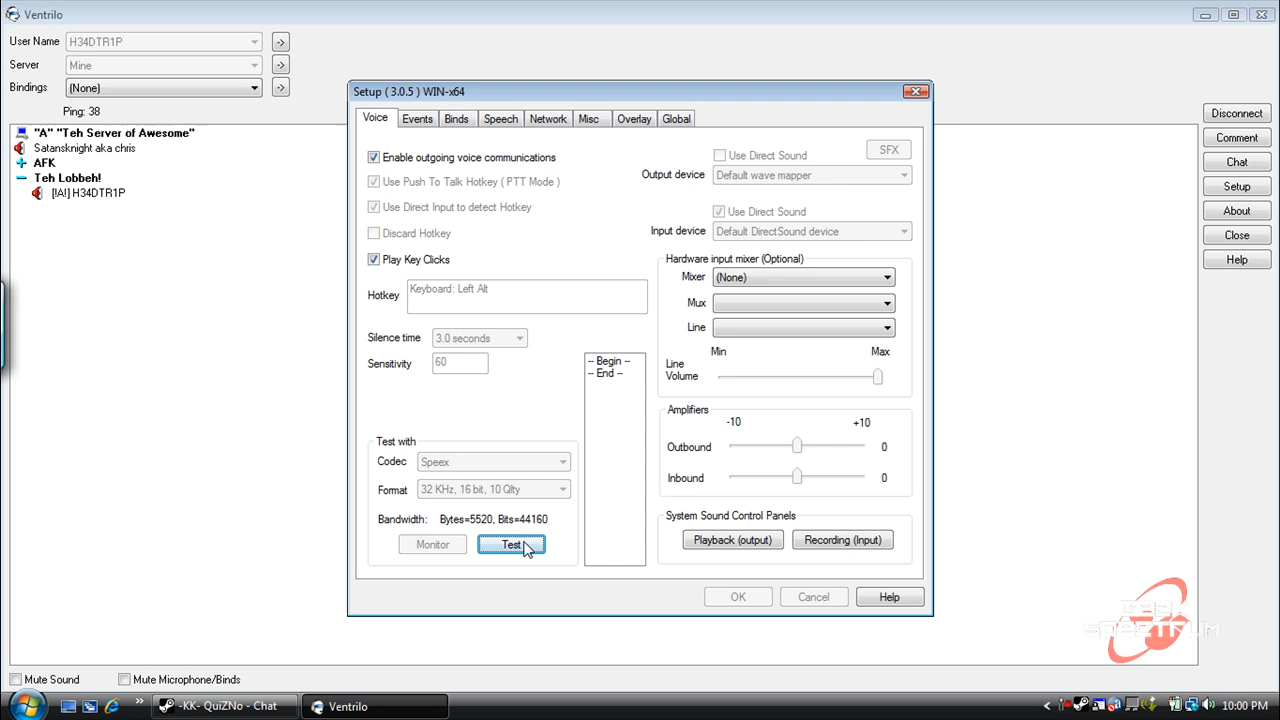 Ventrilo
User Name H34DTR1P ->
Server Mine ->
Bindings (None) ->
Ping: 38
"A" "Teh Server of Awesome"
Satansknight aka chris
AFK
Teh Lobbeh!
[!A!] H34DTR1P
Disconnect
Comment
Chat
Setup
About
Close
Help
Setup ( 3.0.5 ) WIN-x64
Voice Events Binds Speech Network Misc Overlay Global
Enable outgoing voice communications
Use Push To Talk Hotkey ( PTT Mode )
Use Direct Input to detect Hotkey
Discard Hotkey
Play Key Clicks
Hotkey Keyboard: Left Alt
Silence time 3.0 seconds
Sensitivity 60
-- Begin --
-- End --
Test with
Codec Speex
Format 32 KHz, 16 bit, 10 Qlty
Bandwidth: Bytes=5520, Bits=44160
Monitor Test
Use Direct Sound SFX
Output device Default wave mapper
Use Direct Sound
Input device Default DirectSound device
Hardware input mixer (Optional)
Mixer (None)
Mux
Line
Min Max
Line
Volume
Amplifiers
-10 +10
Outbound 0
Inbound 0
System Sound Control Panels
Playback (output) Recording (Input)
OK Cancel Help
GEEK
SPECTRUM
Mute Sound Mute Microphone/Binds
-KK- QuiZNo - Chat Ventrilo 10:00 PM